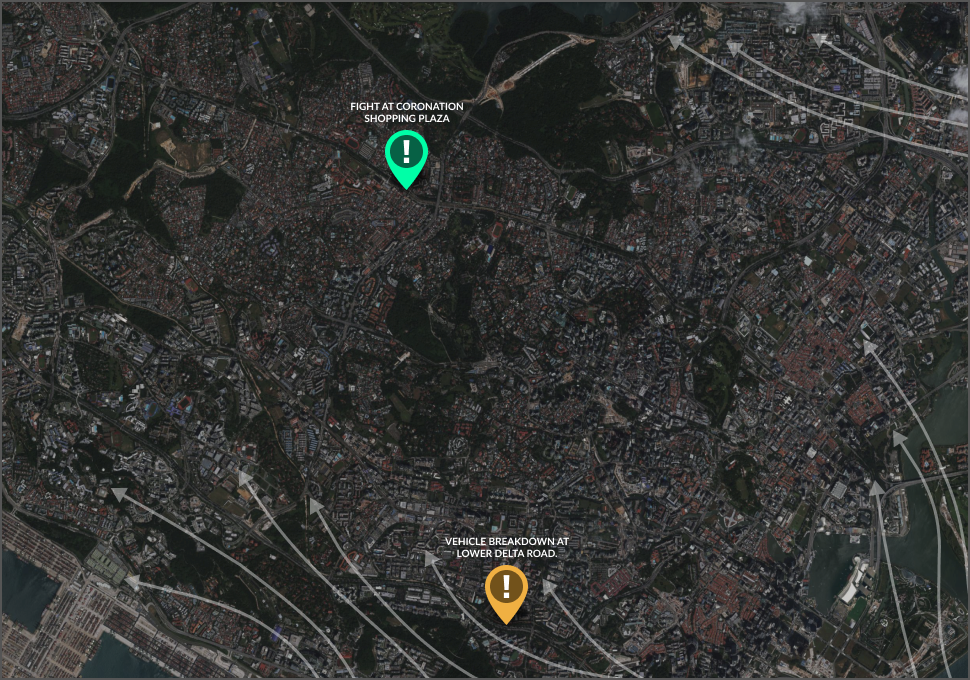 FIGHT AT CORONATION
SHOPPING PLAZA
!
VEHICLE BREAKDOWN AT
LOWER DELTA ROAD.
!